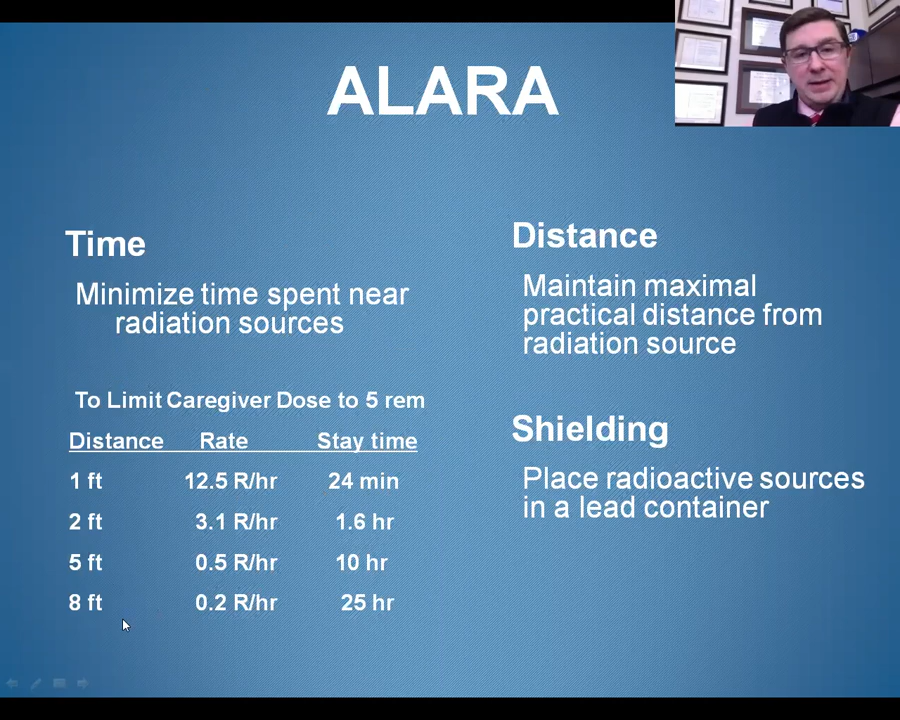 ALARA
Time
Minimize time spent near
radiation sources
To Limit Caregiver Dose to 5 rem
Distance Rate Stay time
1 ft 12.5 R/hr 24 min
2 ft 3.1 R/hr 1.6 hr
5 ft 0.5 R/hr 10 hr
8 ft 0.2 R/hr 25 hr
Distance
Maintain maximal
practical distance from
radiation source
Shielding
Place radioactive sources
in a lead container